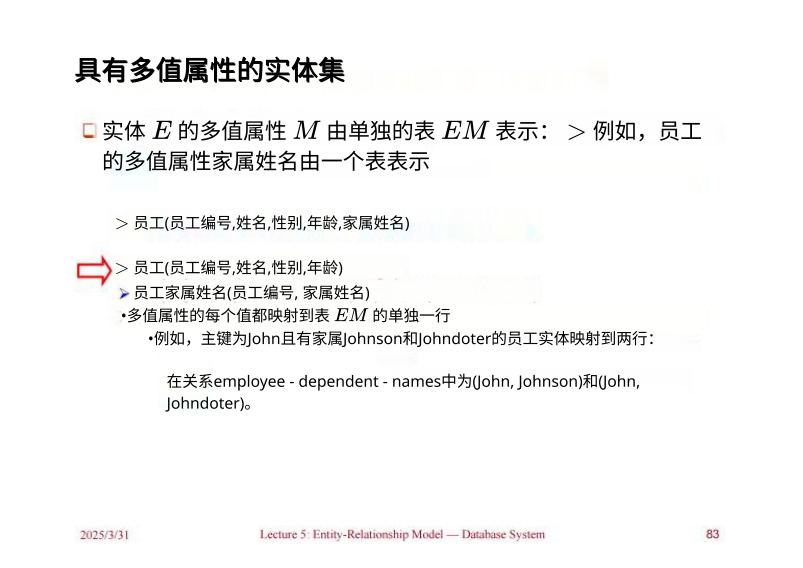 具有多值属性的实体集
实体 E 的多值属性 M 由单独的表 EM 表示： > 例如，员工
的多值属性家属姓名由一个表表示
> 员工(员工编号,姓名,性别,年龄,家属姓名)
> 员工(员工编号,姓名,性别,年龄)
➢ 员工家属姓名(员工编号, 家属姓名)
•多值属性的每个值都映射到表 EM 的单独一行
•例如，主键为John且有家属Johnson和Johndoter的员工实体映射到两行：
在关系employee - dependent - names中为(John, Johnson)和(John,
Johndoter)。
2025/3/31 Lecture 5: Entity-Relationship Model — Database System 83